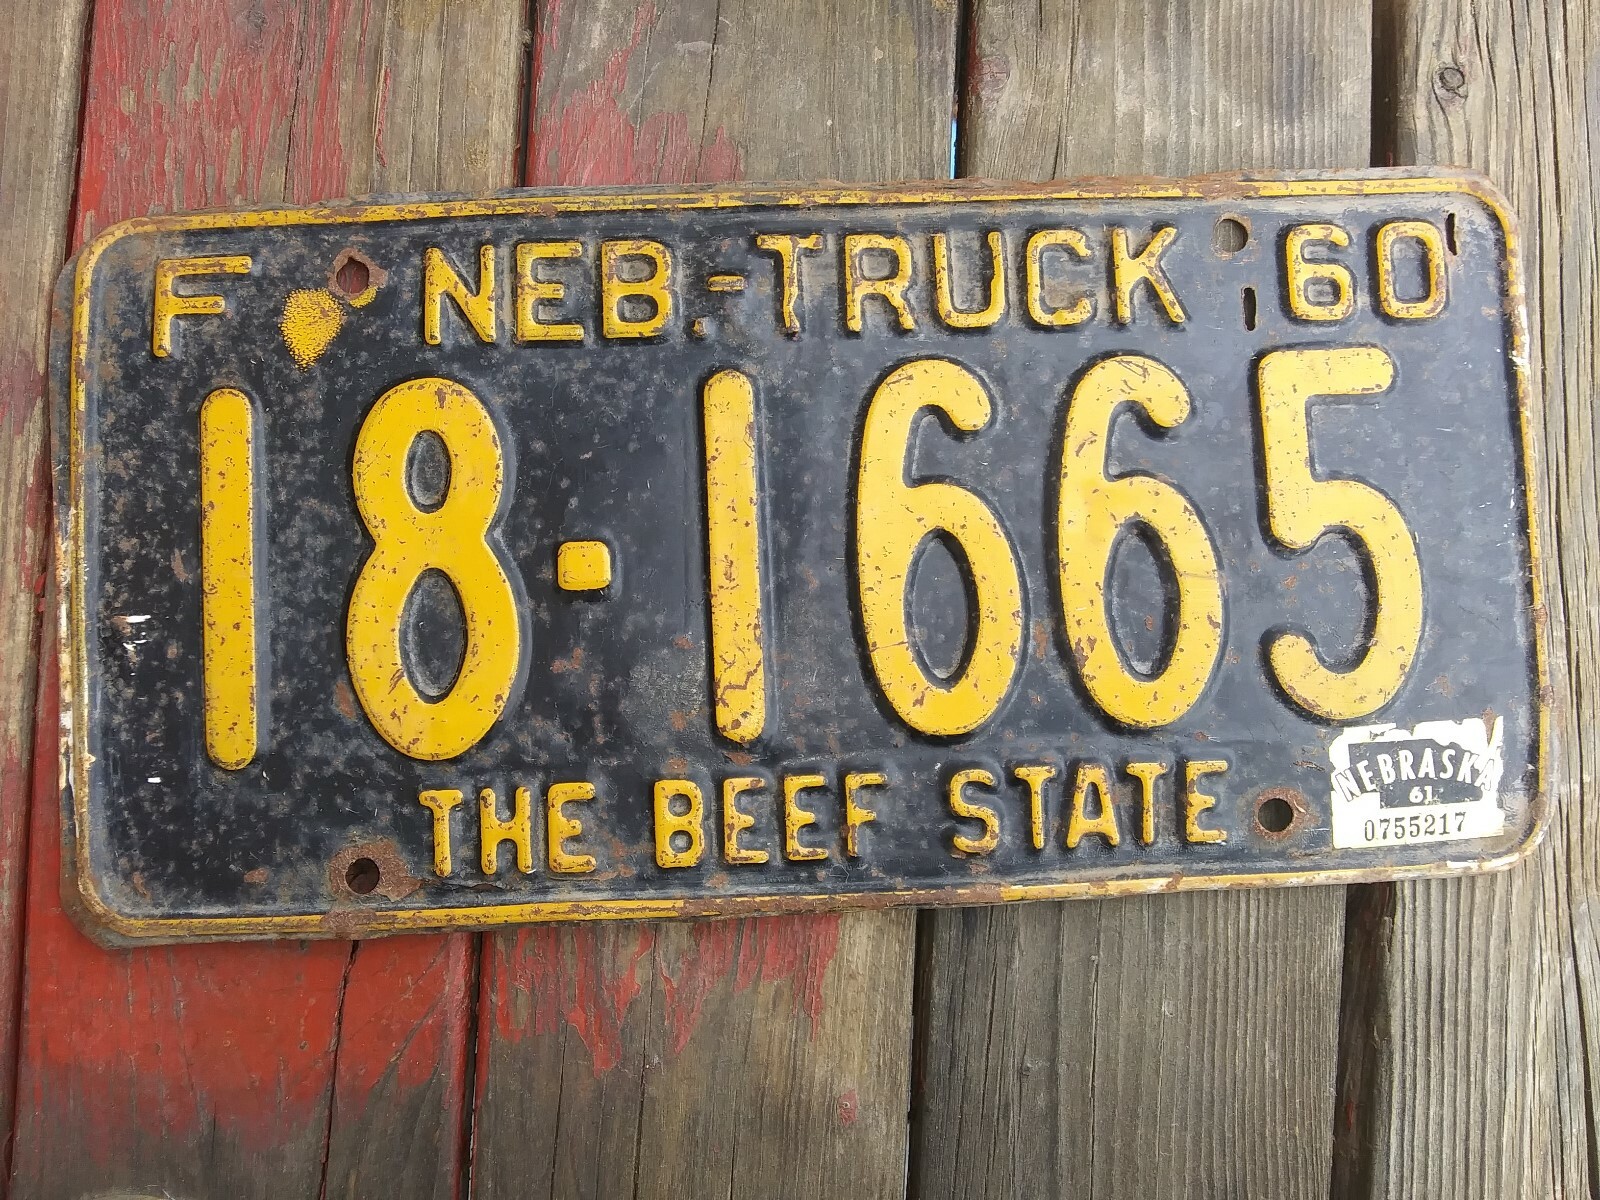 F NEB.-TRUCK 60
18-1665
THE BEEF STATE
NEBRASKA
61
0755217